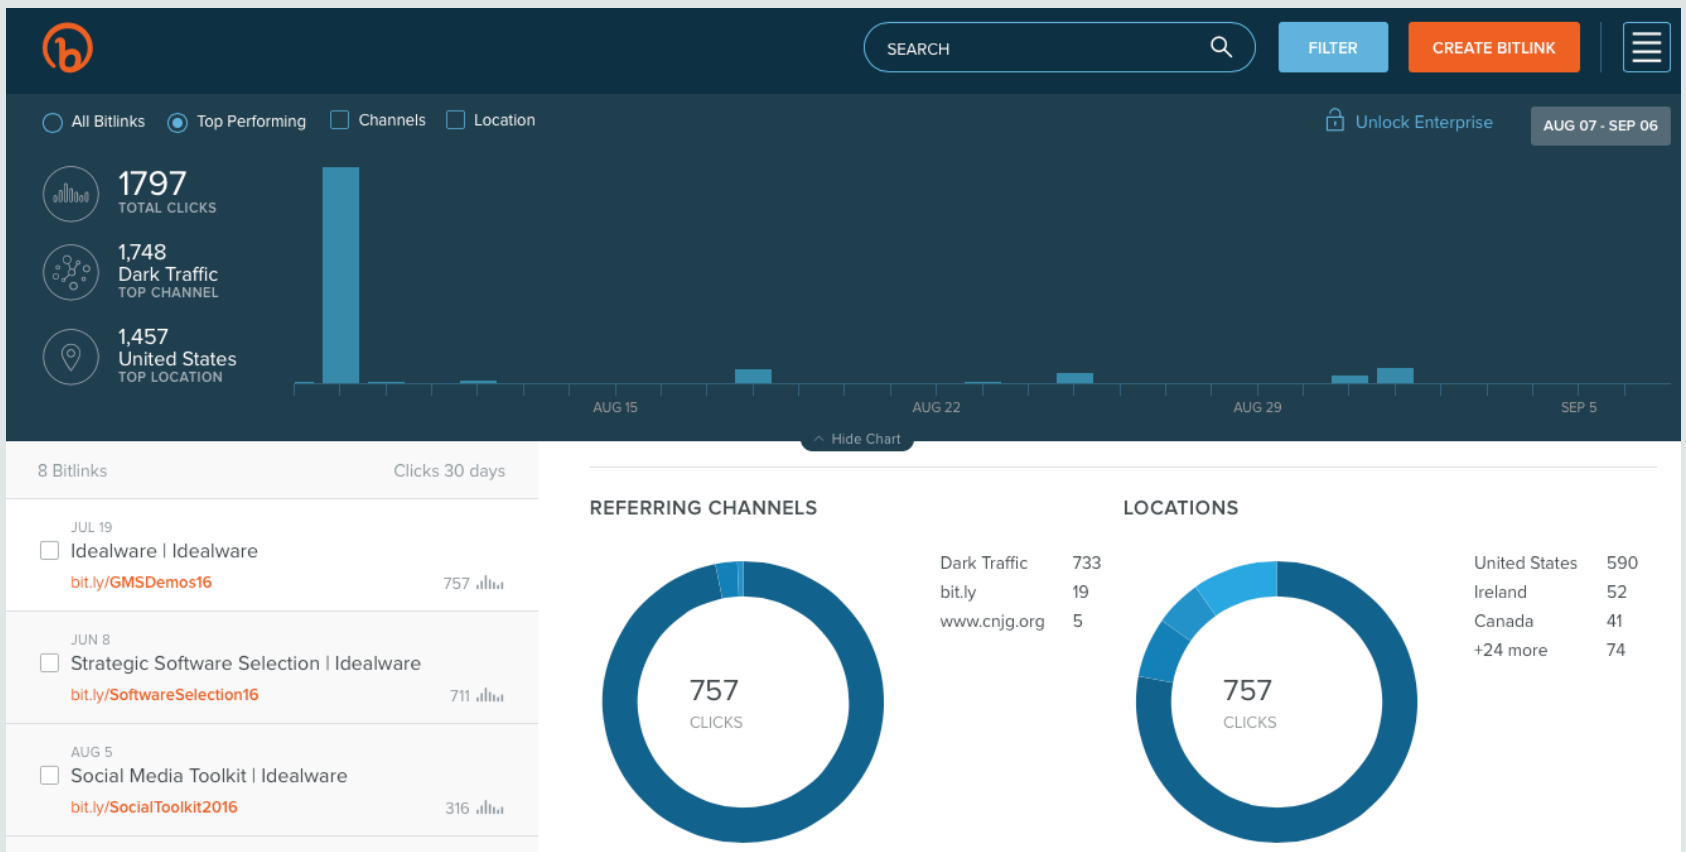 b
SEARCH
FILTER
CREATE BITLINK
All Bitlinks
Top Performing
Channels
Location
Unlock Enterprise
AUG 07 - SEP 06
1797
TOTAL CLICKS
1,748
Dark Traffic
TOP CHANNEL
1,457
United States
TOP LOCATION
AUG 15
AUG 22
AUG 29
SEP 5
Hide Chart
8 Bitlinks
Clicks 30 days
JUL 19
Idealware | Idealware
bit.ly/GMSDemos16
757
JUN 8
Strategic Software Selection | Idealware
bit.ly/SoftwareSelection16
711
AUG 5
Social Media Toolkit | Idealware
bit.ly/SocialToolkit2016
316
REFERRING CHANNELS
757
CLICKS
Dark Traffic 733
bit.ly 19
www.cnjg.org 5
LOCATIONS
757
CLICKS
United States 590
Ireland 52
Canada 41
+24 more 74